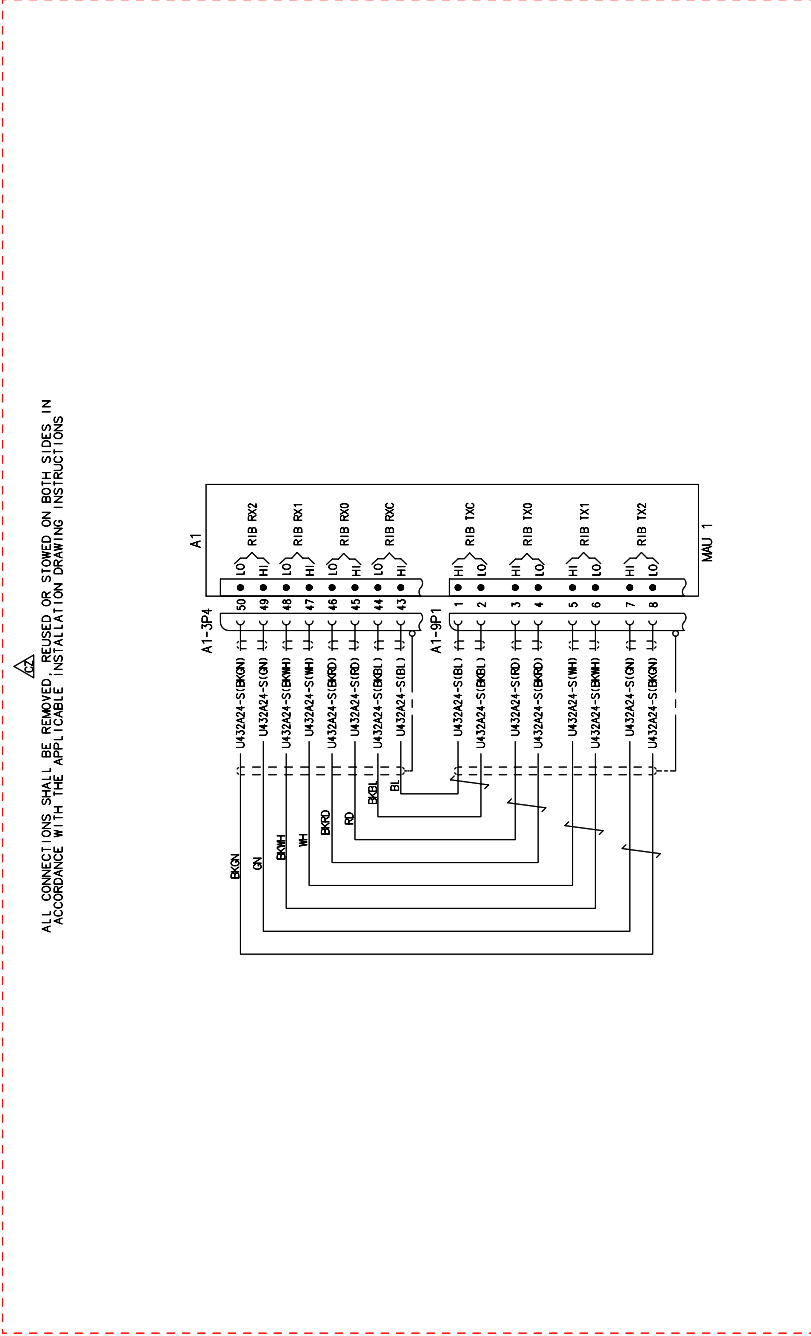 C2
ALL CONNECTIONS SHALL BE REMOVED, REUSED OR STOWED ON BOTH SIDES IN
ACCORDANCE WITH THE APPLICABLE INSTALLATION DRAWING INSTRUCTIONS
A1
A1-3P4
BKGN U432A24-S(BKGN) 50 LO
RIB RX2
GN U432A24-S(GN) 49 HI
BKWH U432A24-S(BKWH) 48 LO
RIB RX1
WH U432A24-S(WH) 47 HI
BKRD U432A24-S(BKRD) 46 LO
RIB RX0
RD U432A24-S(RD) 45 HI
BKBL U432A24-S(BKBL) 44 LO
RIB RXC
BL U432A24-S(BL) 43 HI
A1-9P1
U432A24-S(BL) 1 HI
RIB TXC
U432A24-S(BKBL) 2 LO
U432A24-S(RD) 3 HI
RIB TX0
U432A24-S(BKRD) 4 LO
U432A24-S(WH) 5 HI
RIB TX1
U432A24-S(BKWH) 6 LO
U432A24-S(GN) 7 HI
RIB TX2
U432A24-S(BKGN) 8 LO
MAU 1